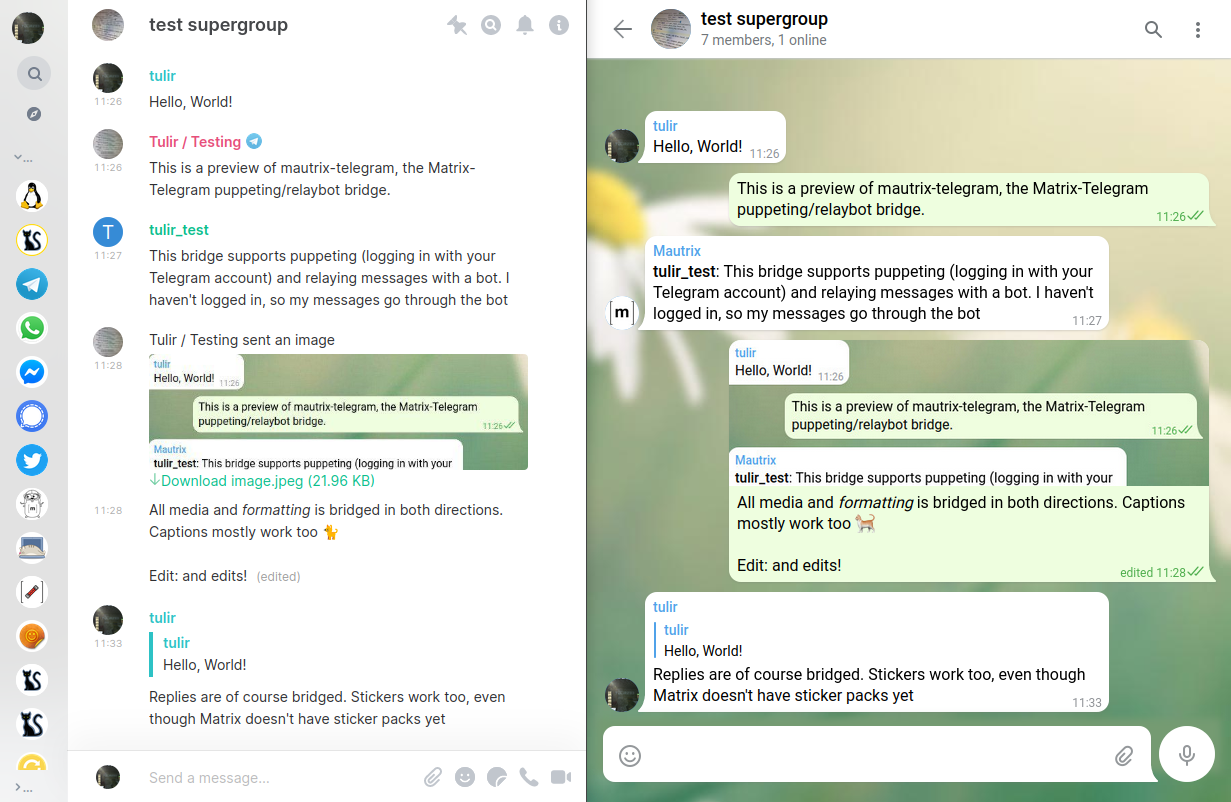 test supergroup
tulir
11:26
Hello, World!
Tulir / Testing
11:26
This is a preview of mautrix-telegram, the Matrix-
Telegram puppeting/relaybot bridge.
T
tulir_test
11:27
This bridge supports puppeting (logging in with your
Telegram account) and relaying messages with a bot. I
haven't logged in, so my messages go through the bot
Tulir / Testing sent an image
11:28
tulir
Hello, World! 11:26
This is a preview of mautrix-telegram, the Matrix-Telegram
puppeting/relaybot bridge. 11:26
Mautrix
tulir_test: This bridge supports puppeting (logging in with your
Download image.jpeg (21.96 KB)
11:28
All media and formatting is bridged in both directions.
Captions mostly work too 🐈
Edit: and edits! (edited)
tulir
11:33
tulir
Hello, World!
Replies are of course bridged. Stickers work too, even
though Matrix doesn't have sticker packs yet
Send a message...
test supergroup
7 members, 1 online
tulir
Hello, World! 11:26
This is a preview of mautrix-telegram, the Matrix-Telegram
puppeting/relaybot bridge. 11:26
Mautrix
tulir_test: This bridge supports puppeting (logging in with your
Telegram account) and relaying messages with a bot. I haven't
logged in, so my messages go through the bot 11:27
[m]
tulir
Hello, World! 11:26
This is a preview of mautrix-telegram, the Matrix-Telegram
puppeting/relaybot bridge. 11:26
Mautrix
tulir_test: This bridge supports puppeting (logging in with your
All media and formatting is bridged in both directions. Captions
mostly work too 🐈
Edit: and edits!
edited 11:28
tulir
tulir
Hello, World!
Replies are of course bridged. Stickers work too, even though
Matrix doesn't have sticker packs yet 11:33